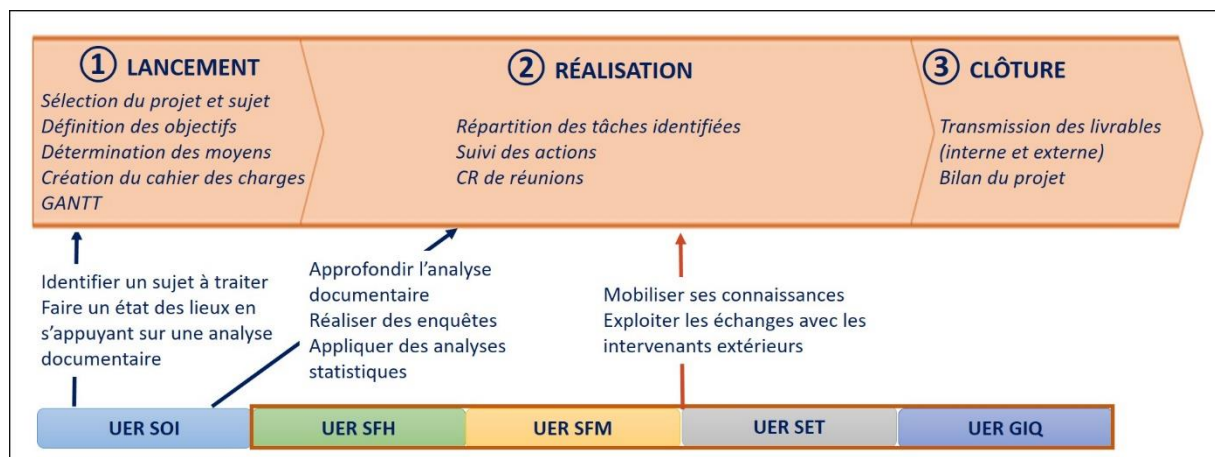 ① LANCEMENT
Sélection du projet et sujet
Définition des objectifs
Détermination des moyens
Création du cahier des charges
GANTT
② RÉALISATION
Répartition des tâches identifiées
Suivi des actions
CR de réunions
③ CLÔTURE
Transmission des livrables
(interne et externe)
Bilan du projet
Identifier un sujet à traiter
Faire un état des lieux en
s'appuyant sur une analyse
documentaire
Approfondir l'analyse
documentaire
Réaliser des enquêtes
Appliquer des analyses
statistiques
Mobiliser ses connaissances
Exploiter les échanges avec les
intervenants extérieurs
UER SOI
UER SFH
UER SFM
UER SET
UER GIQ